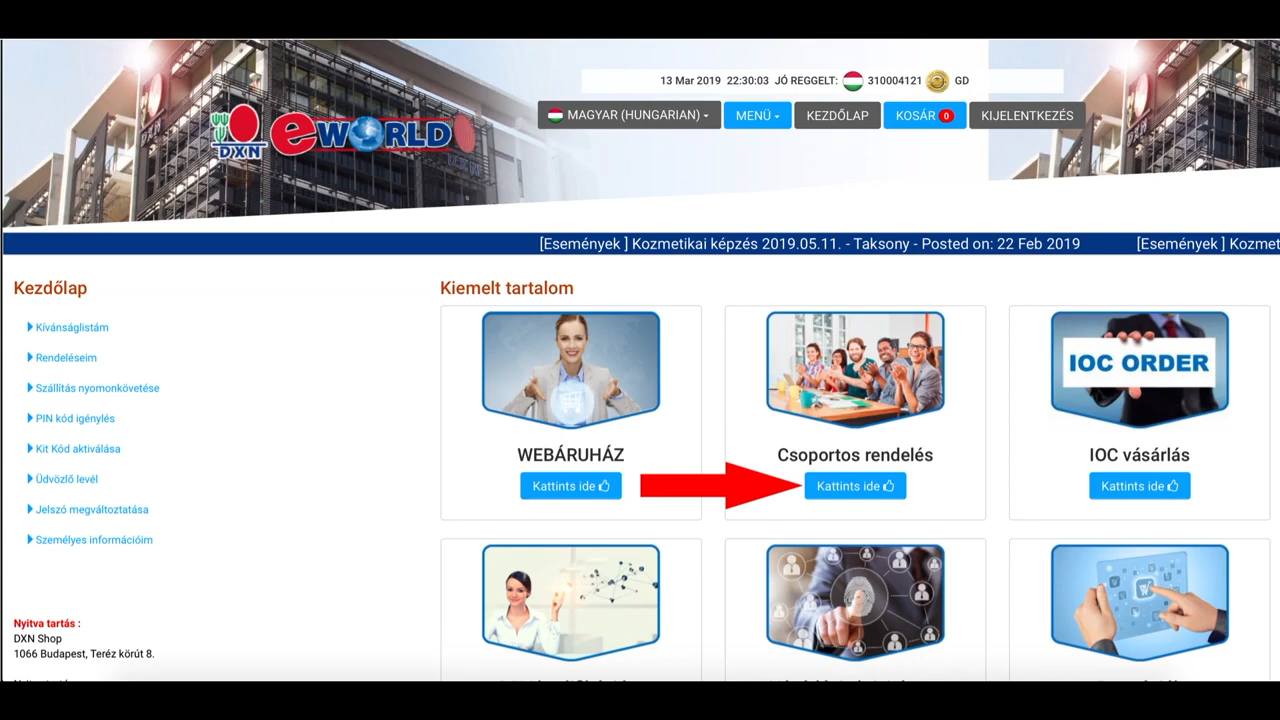 13 Mar 2019 22:30:03 JÓ REGGELT: 310004121 GD
MAGYAR (HUNGARIAN) MENÜ KEZDŐLAP KOSÁR 0 KIJELENTKEZÉS
DXN eWORLD
[Események ] Kozmetikai képzés 2019.05.11. - Taksony - Posted on: 22 Feb 2019 [Események ] Kozmet
Kezdőlap
Kívánságlistám
Rendeléseim
Szállítás nyomonkövetése
PIN kód igénylés
Kit Kód aktiválása
Üdvözlő levél
Jelszó megváltoztatása
Személyes információim
Nyitva tartás :
DXN Shop
1066 Budapest, Teréz körút 8.
Kiemelt tartalom
WEBÁRUHÁZ
Kattints ide
Csoportos rendelés
Kattints ide
IOC ORDER
IOC vásárlás
Kattints ide